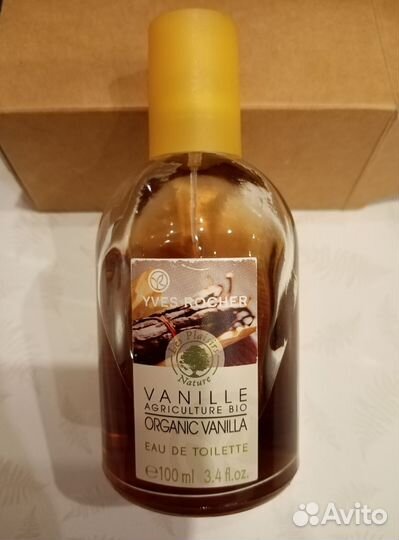 YVES ROCHER
Les Plaisirs
Nature
VANILLE
AGRICULTURE BIO
ORGANIC VANILLA
EAU DE TOILETTE
℮100 ml 3,4 fl.oz.
Avito